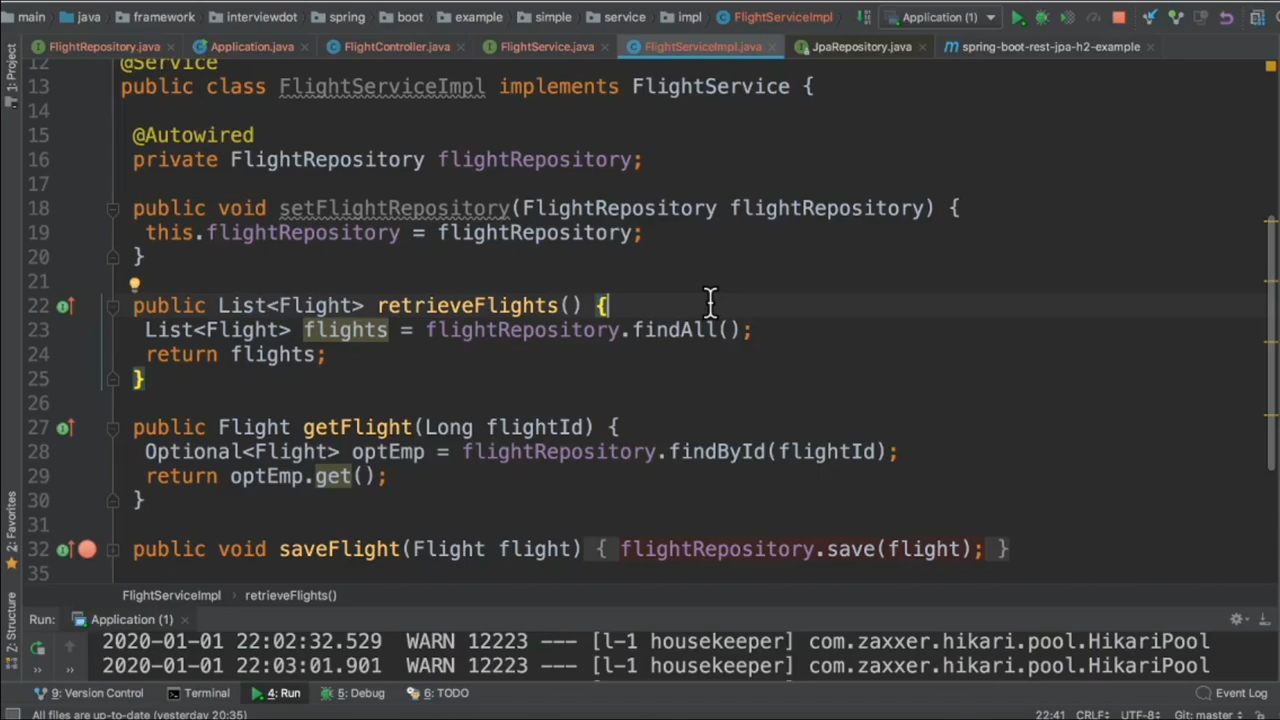 main java framework interviewdot spring boot example simple service impl FlightServiceImpl Application (1)
FlightRepository.java Application.java FlightController.java FlightService.java FlightServiceImpl.java JpaRepository.java spring-boot-rest-jpa-h2-example
1: Project
12 @Service
13 public class FlightServiceImpl implements FlightService {
14
15 @Autowired
16 private FlightRepository flightRepository;
17
18 public void setFlightRepository(FlightRepository flightRepository) {
19 this.flightRepository = flightRepository;
20 }
21
22 public List<Flight> retrieveFlights() {
23 List<Flight> flights = flightRepository.findAll();
24 return flights;
25 }
26
27 public Flight getFlight(Long flightId) {
28 Optional<Flight> optEmp = flightRepository.findById(flightId);
29 return optEmp.get();
30 }
31
32 public void saveFlight(Flight flight) { flightRepository.save(flight); }
35
2: Favorites
Z: Structure
FlightServiceImpl › retrieveFlights()
Run: Application (1)
2020-01-01 22:02:32.529 WARN 12223 --- [l-1 housekeeper] com.zaxxer.hikari.pool.HikariPool
2020-01-01 22:03:01.901 WARN 12223 --- [l-1 housekeeper] com.zaxxer.hikari.pool.HikariPool
9: Version Control Terminal 4: Run 5: Debug 6: TODO Event Log
All files are up-to-date (yesterday 20:35) 22:41 CRLF UTF-8 Git: master